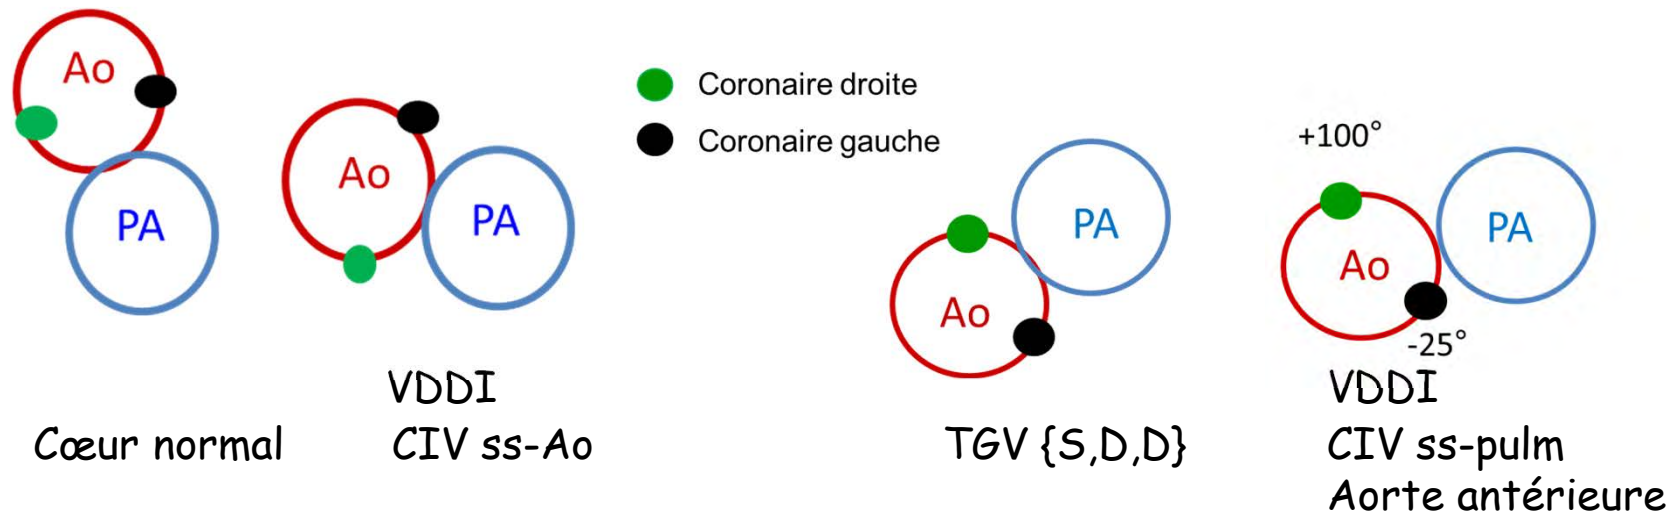 Ao
PA
Cœur normal
Ao
PA
VDDI
CIV ss-Ao
Coronaire droite
Coronaire gauche
PA
Ao
TGV {S,D,D}
+100°
PA
Ao
-25°
VDDI
CIV ss-pulm
Aorte antérieure